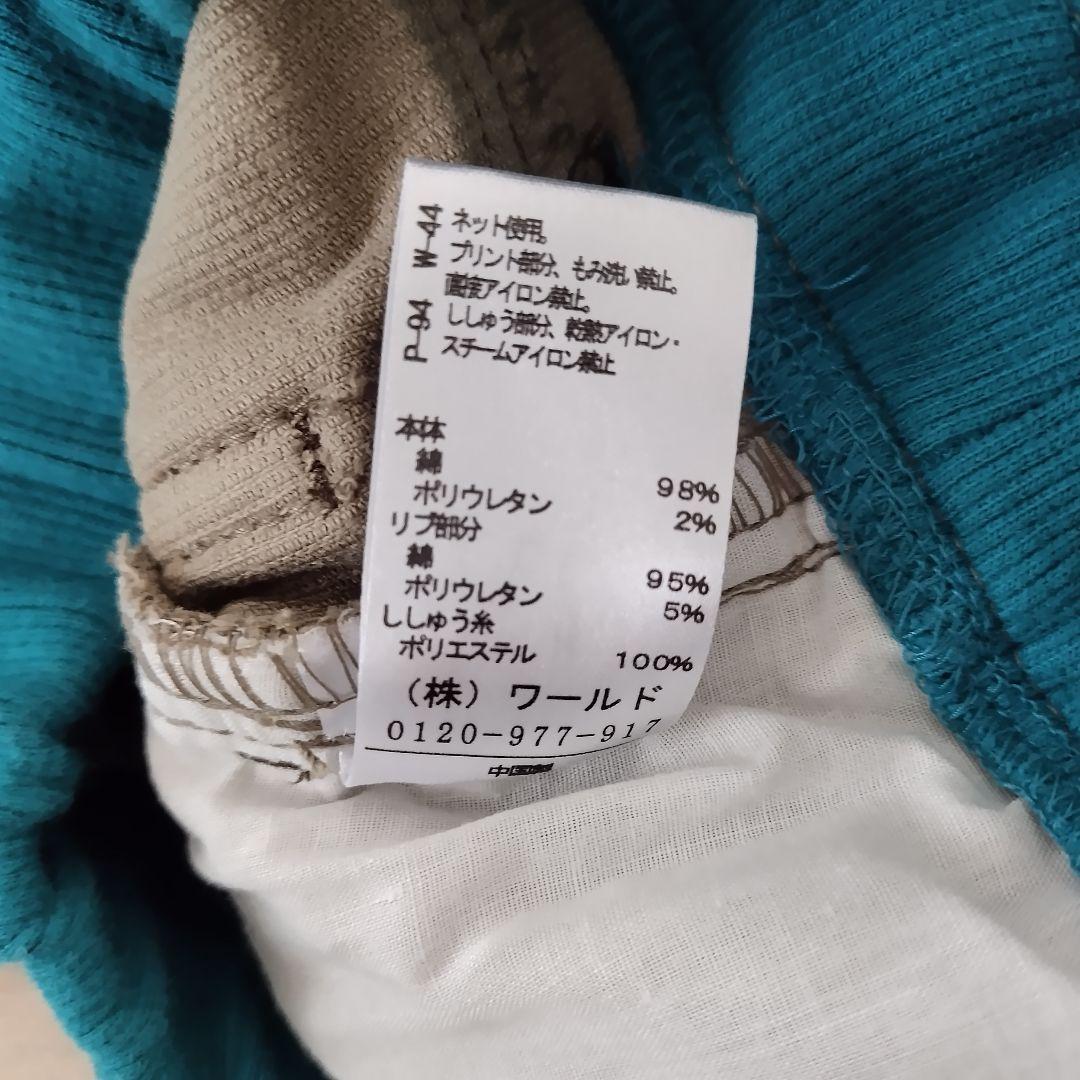 W-44
P-94
ネット使用。
プリント部分、もみ洗い禁止。
直接アイロン禁止。
ししゅう部分、乾熱アイロン・
スチームアイロン禁止
本体
綿 98%
ポリウレタン 2%
リブ部分
綿 95%
ポリウレタン 5%
ししゅう糸
ポリエステル 100%
(株) ワールド
0120-977-917
中国製